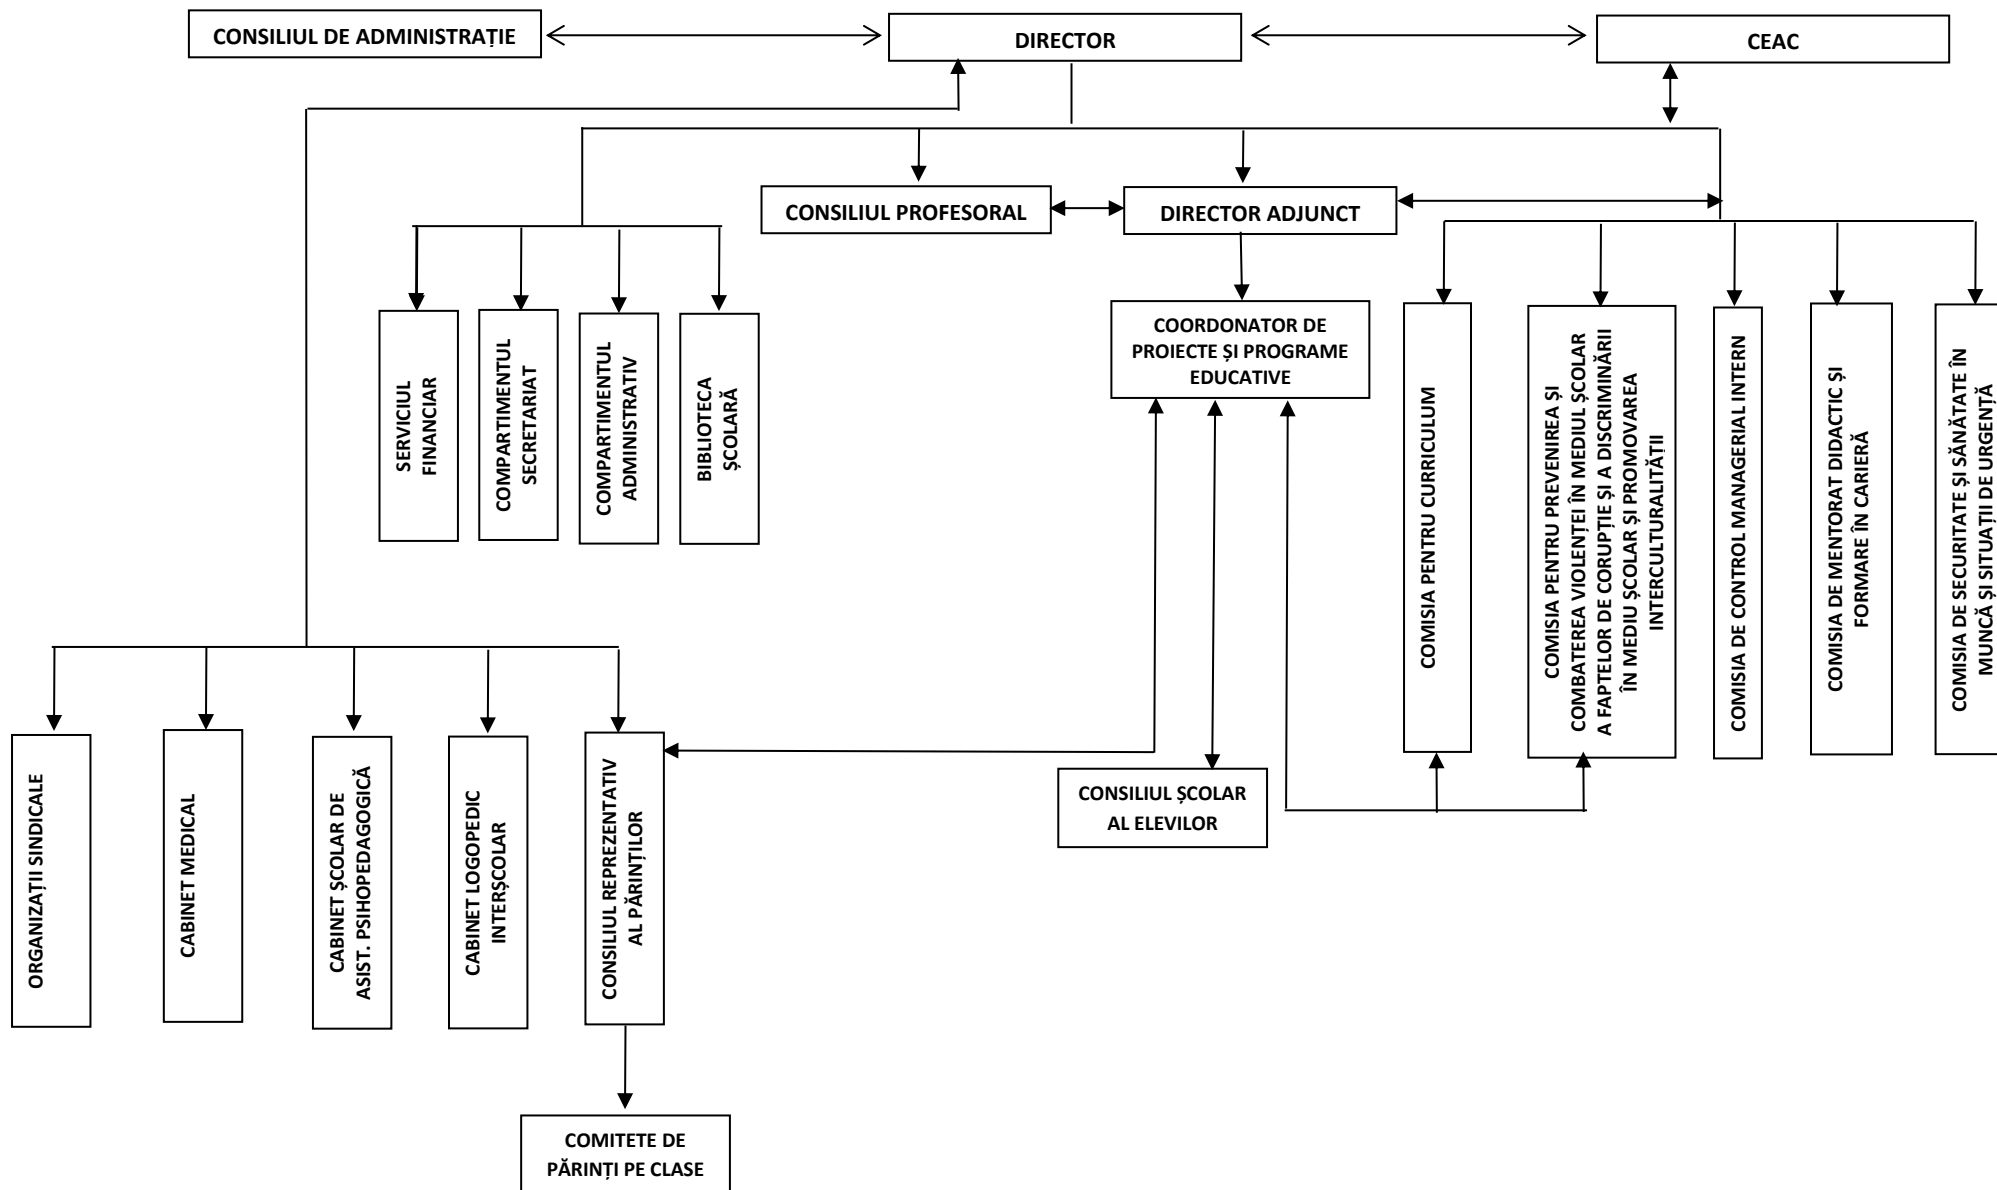 CONSILIUL DE ADMINISTRAȚIE
DIRECTOR
CEAC
CONSILIUL PROFESORAL
DIRECTOR ADJUNCT
SERVICIUL
FINANCIAR
COMPARTIMENTUL
SECRETARIAT
COMPARTIMENTUL
ADMINISTRATIV
BIBLIOTECA
ȘCOLARĂ
COORDONATOR DE
PROIECTE ȘI PROGRAME
EDUCATIVE
COMISIA PENTRU CURRICULUM
COMISIA PENTRU PREVENIREA ȘI
COMBATEREA VIOLENȚEI ÎN MEDIUL ȘCOLAR
A FAPTELOR DE CORUPȚIE ȘI A DISCRIMINĂRII
ÎN MEDIU ȘCOLAR ȘI PROMOVAREA
INTERCULTURALITĂȚII
COMISIA DE CONTROL MANAGERIAL INTERN
COMISIA DE MENTORAT DIDACTIC ȘI
FORMARE ÎN CARIERĂ
COMISIA DE SECURITATE ȘI SĂNĂTATE ÎN
MUNCĂ ȘI SITUAȚII DE URGENȚĂ
ORGANIZAȚII SINDICALE
CABINET MEDICAL
CABINET ȘCOLAR DE
ASIST. PSIHOPEDAGOGICĂ
CABINET LOGOPEDIC
INTERȘCOLAR
CONSILIUL REPREZENTATIV
AL PĂRINȚILOR
CONSILIUL ȘCOLAR
AL ELEVILOR
COMITETE DE
PĂRINȚI PE CLASE